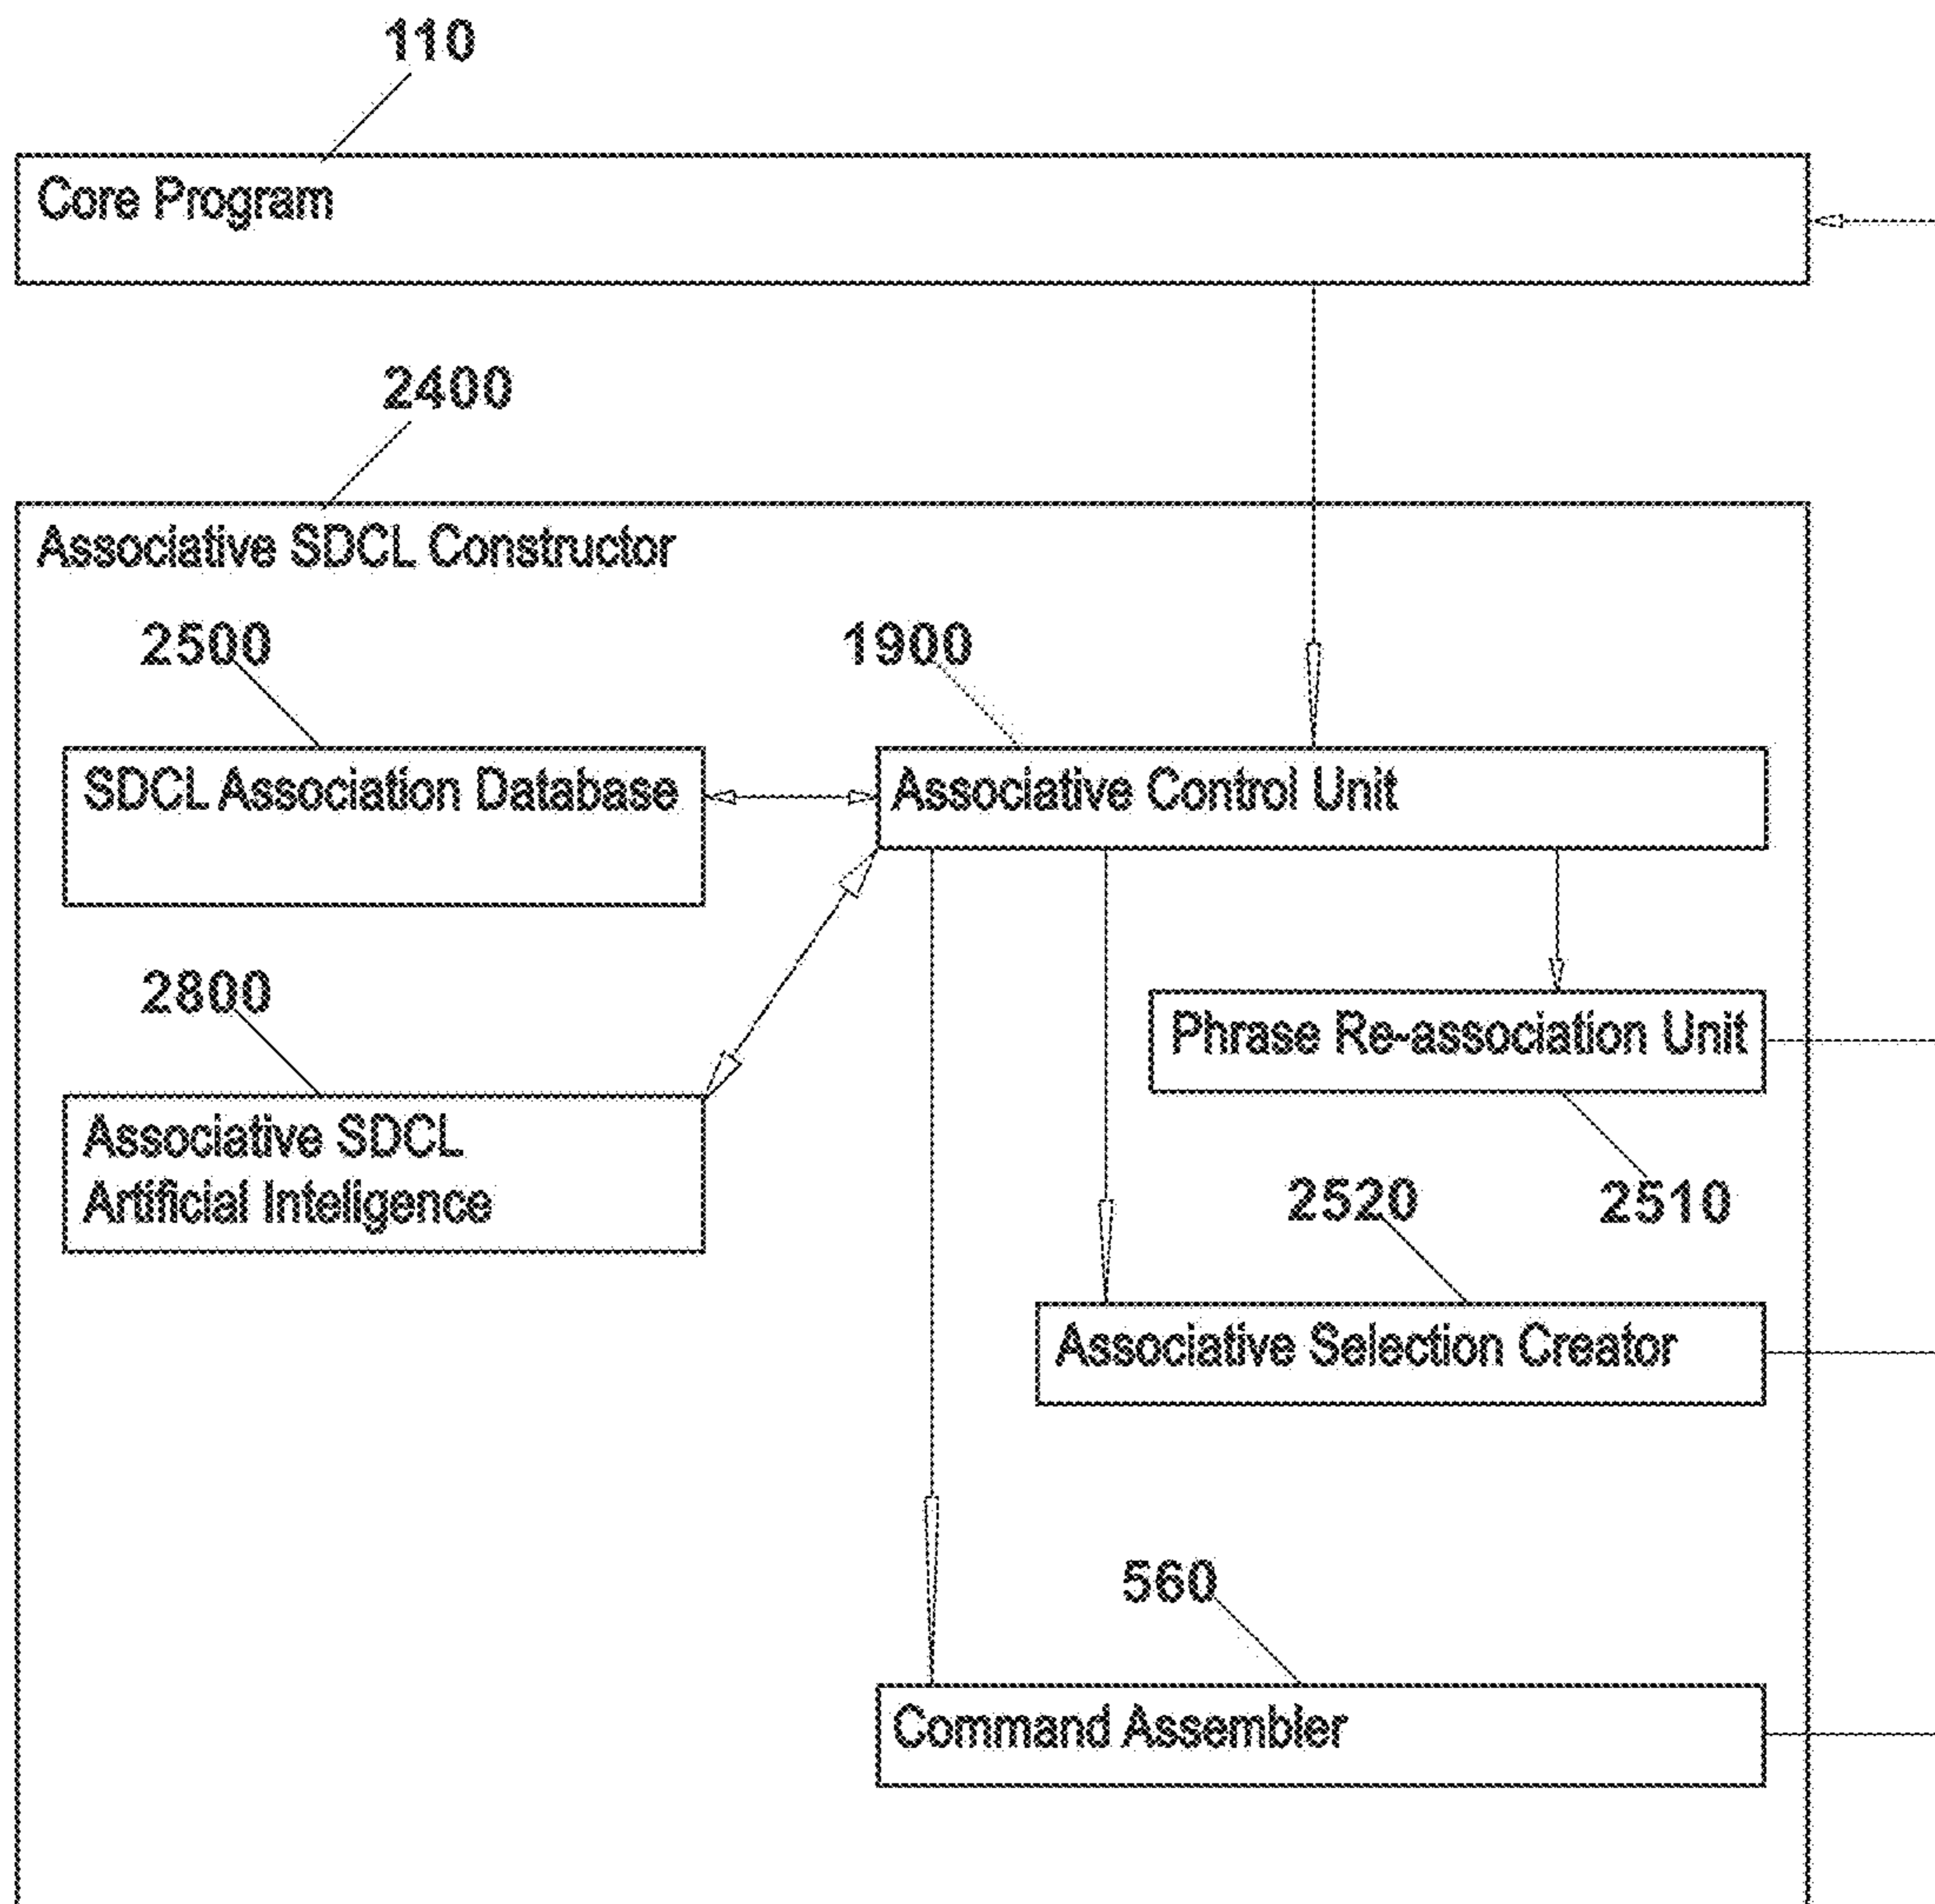 110
Core Program
2400
Associative SDCL Constructor
2500
1900
SDCL Association Database
Associative Control Unit
2800
Phrase Re-association Unit
Associative SDCL
Artificial Inteligence
2520
2510
Associative Selection Creator
560
Command Assembler